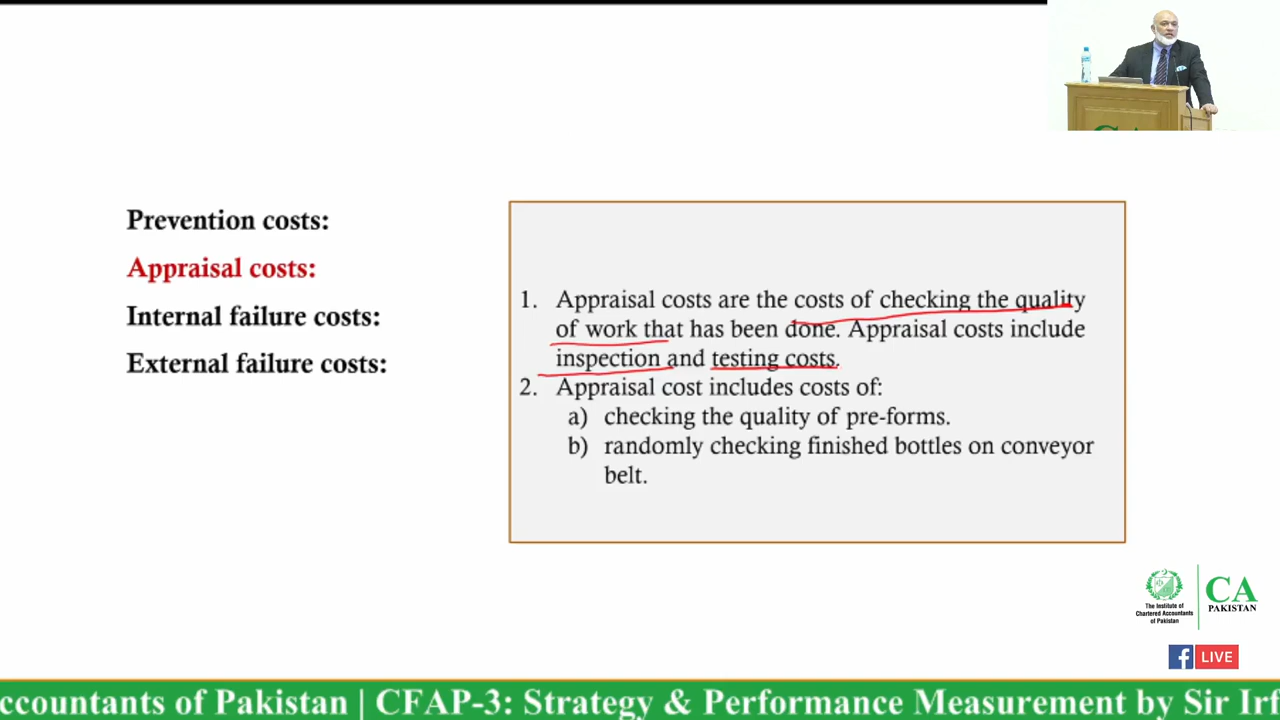 Prevention costs:
Appraisal costs:
Internal failure costs:
External failure costs:
1. Appraisal costs are the costs of checking the quality
of work that has been done. Appraisal costs include
inspection and testing costs.
2. Appraisal cost includes costs of:
a) checking the quality of pre-forms.
b) randomly checking finished bottles on conveyor
belt.
The Institute of
Chartered Accountants
of Pakistan
CA
PAKISTAN
f LIVE
ccountants of Pakistan | CFAP-3: Strategy & Performance Measurement by Sir Irf